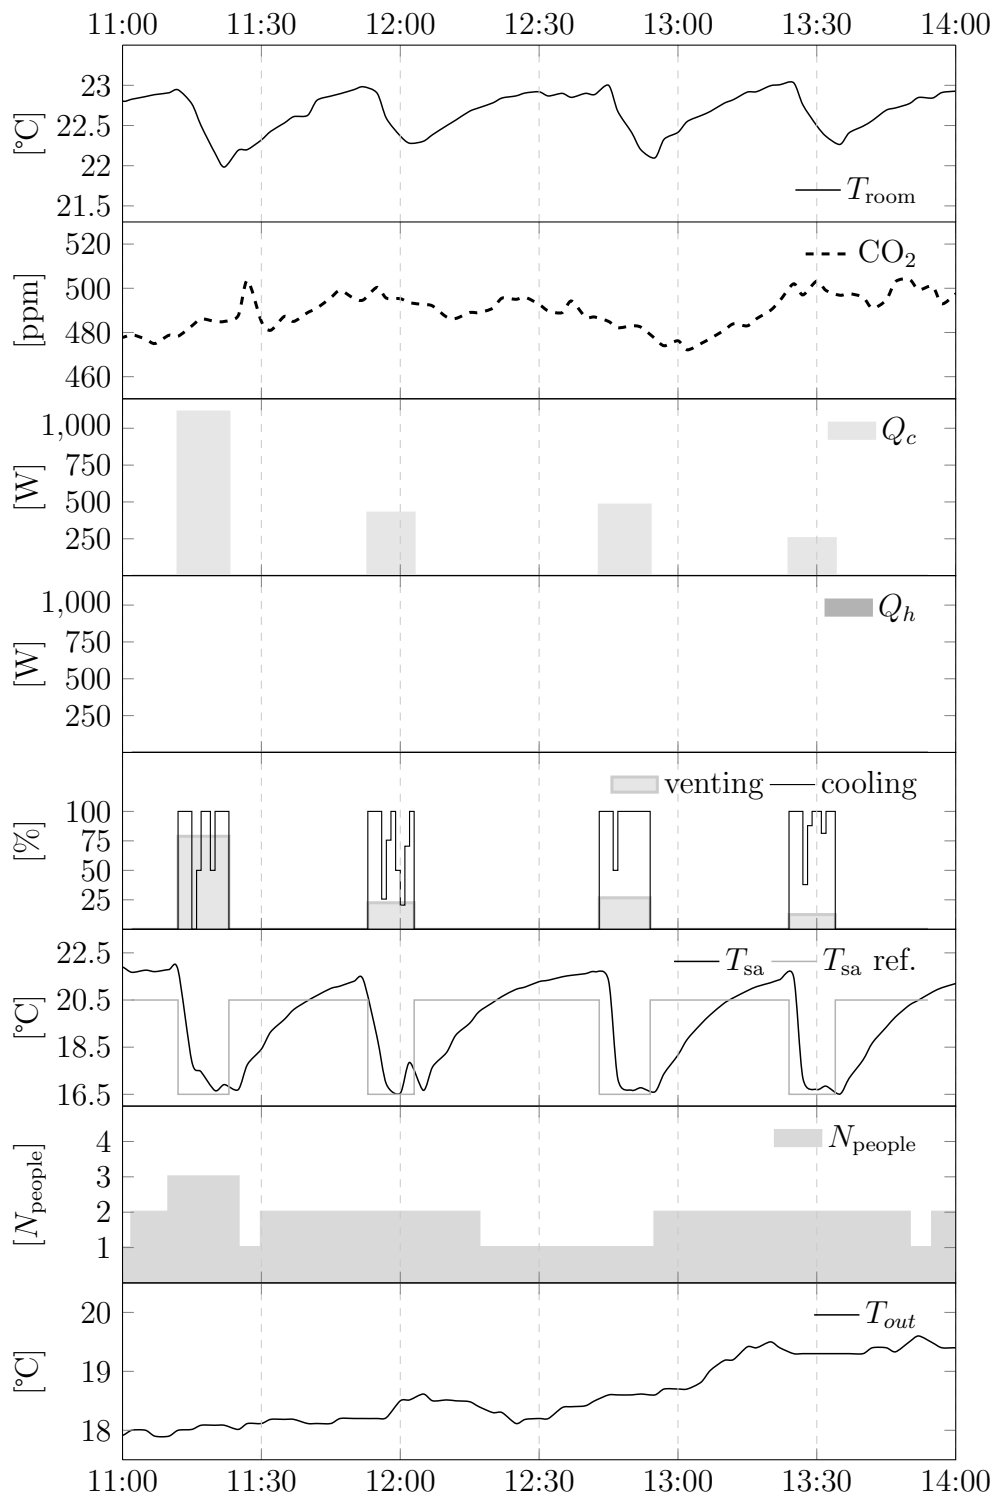 11:00 11:30 12:00 12:30 13:00 13:30 14:00
23
22.5
22
21.5
[°C]
T_room
520
500
480
460
[ppm]
CO₂
1,000
750
500
250
[W]
Q_c
1,000
750
500
250
[W]
Q_h
100
75
50
25
[%]
venting cooling
22.5
20.5
18.5
16.5
[°C]
T_sa T_sa ref.
4
3
2
1
[N_people]
N_people
20
19
18
[°C]
T_out
11:00 11:30 12:00 12:30 13:00 13:30 14:00